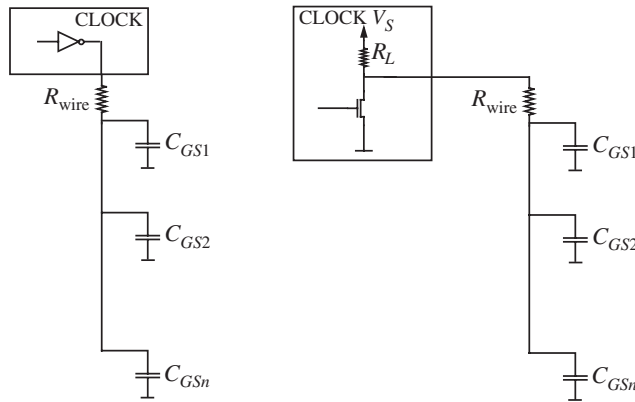 CLOCK
R_wire
C_GS1
C_GS2
C_GSn
CLOCK V_S
R_L
R_wire
C_GS1
C_GS2
C_GSn